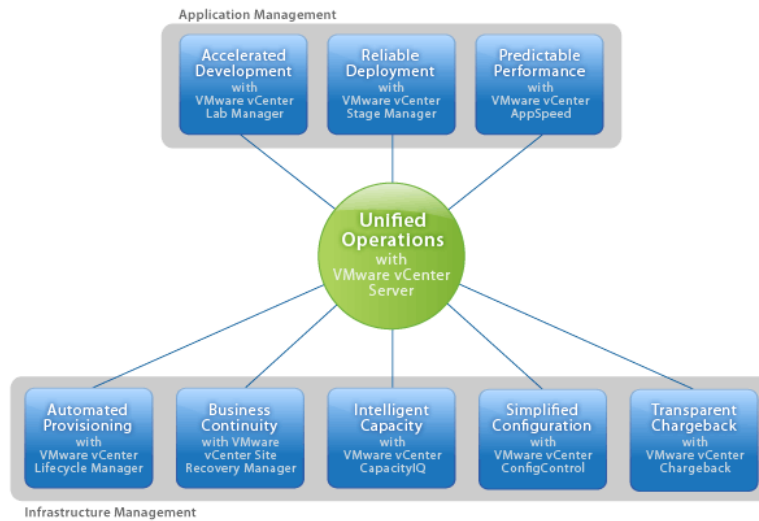 Application Management
Accelerated
Development
with
VMware vCenter
Lab Manager
Reliable
Deployment
with
VMware vCenter
Stage Manager
Predictable
Performance
with
VMware vCenter
AppSpeed
Unified
Operations
with
VMware vCenter
Server
Automated
Provisioning
with
VMware vCenter
Lifecycle Manager
Business
Continuity
with VMware
vCenter Site
Recovery Manager
Intelligent
Capacity
with
VMware vCenter
CapacityIQ
Simplified
Configuration
with
VMware vCenter
ConfigControl
Transparent
Chargeback
with
VMware vCenter
Chargeback
Infrastructure Management